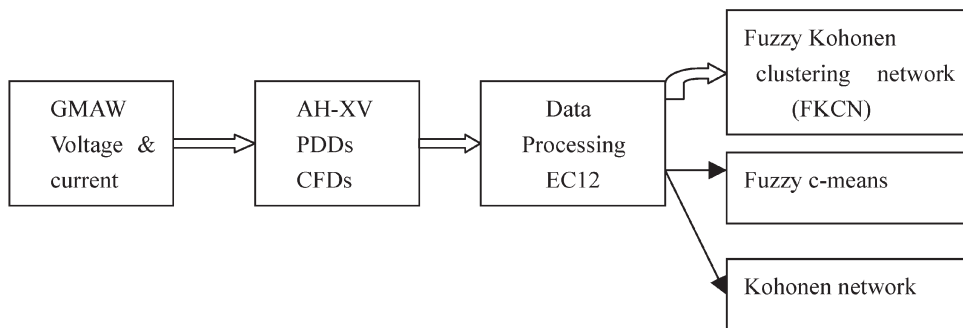 GMAW
Voltage &
current
AH-XV
PDDs
CFDs
Data
Processing
EC12
Fuzzy Kohonen
clustering network
(FKCN)
Fuzzy c-means
Kohonen network